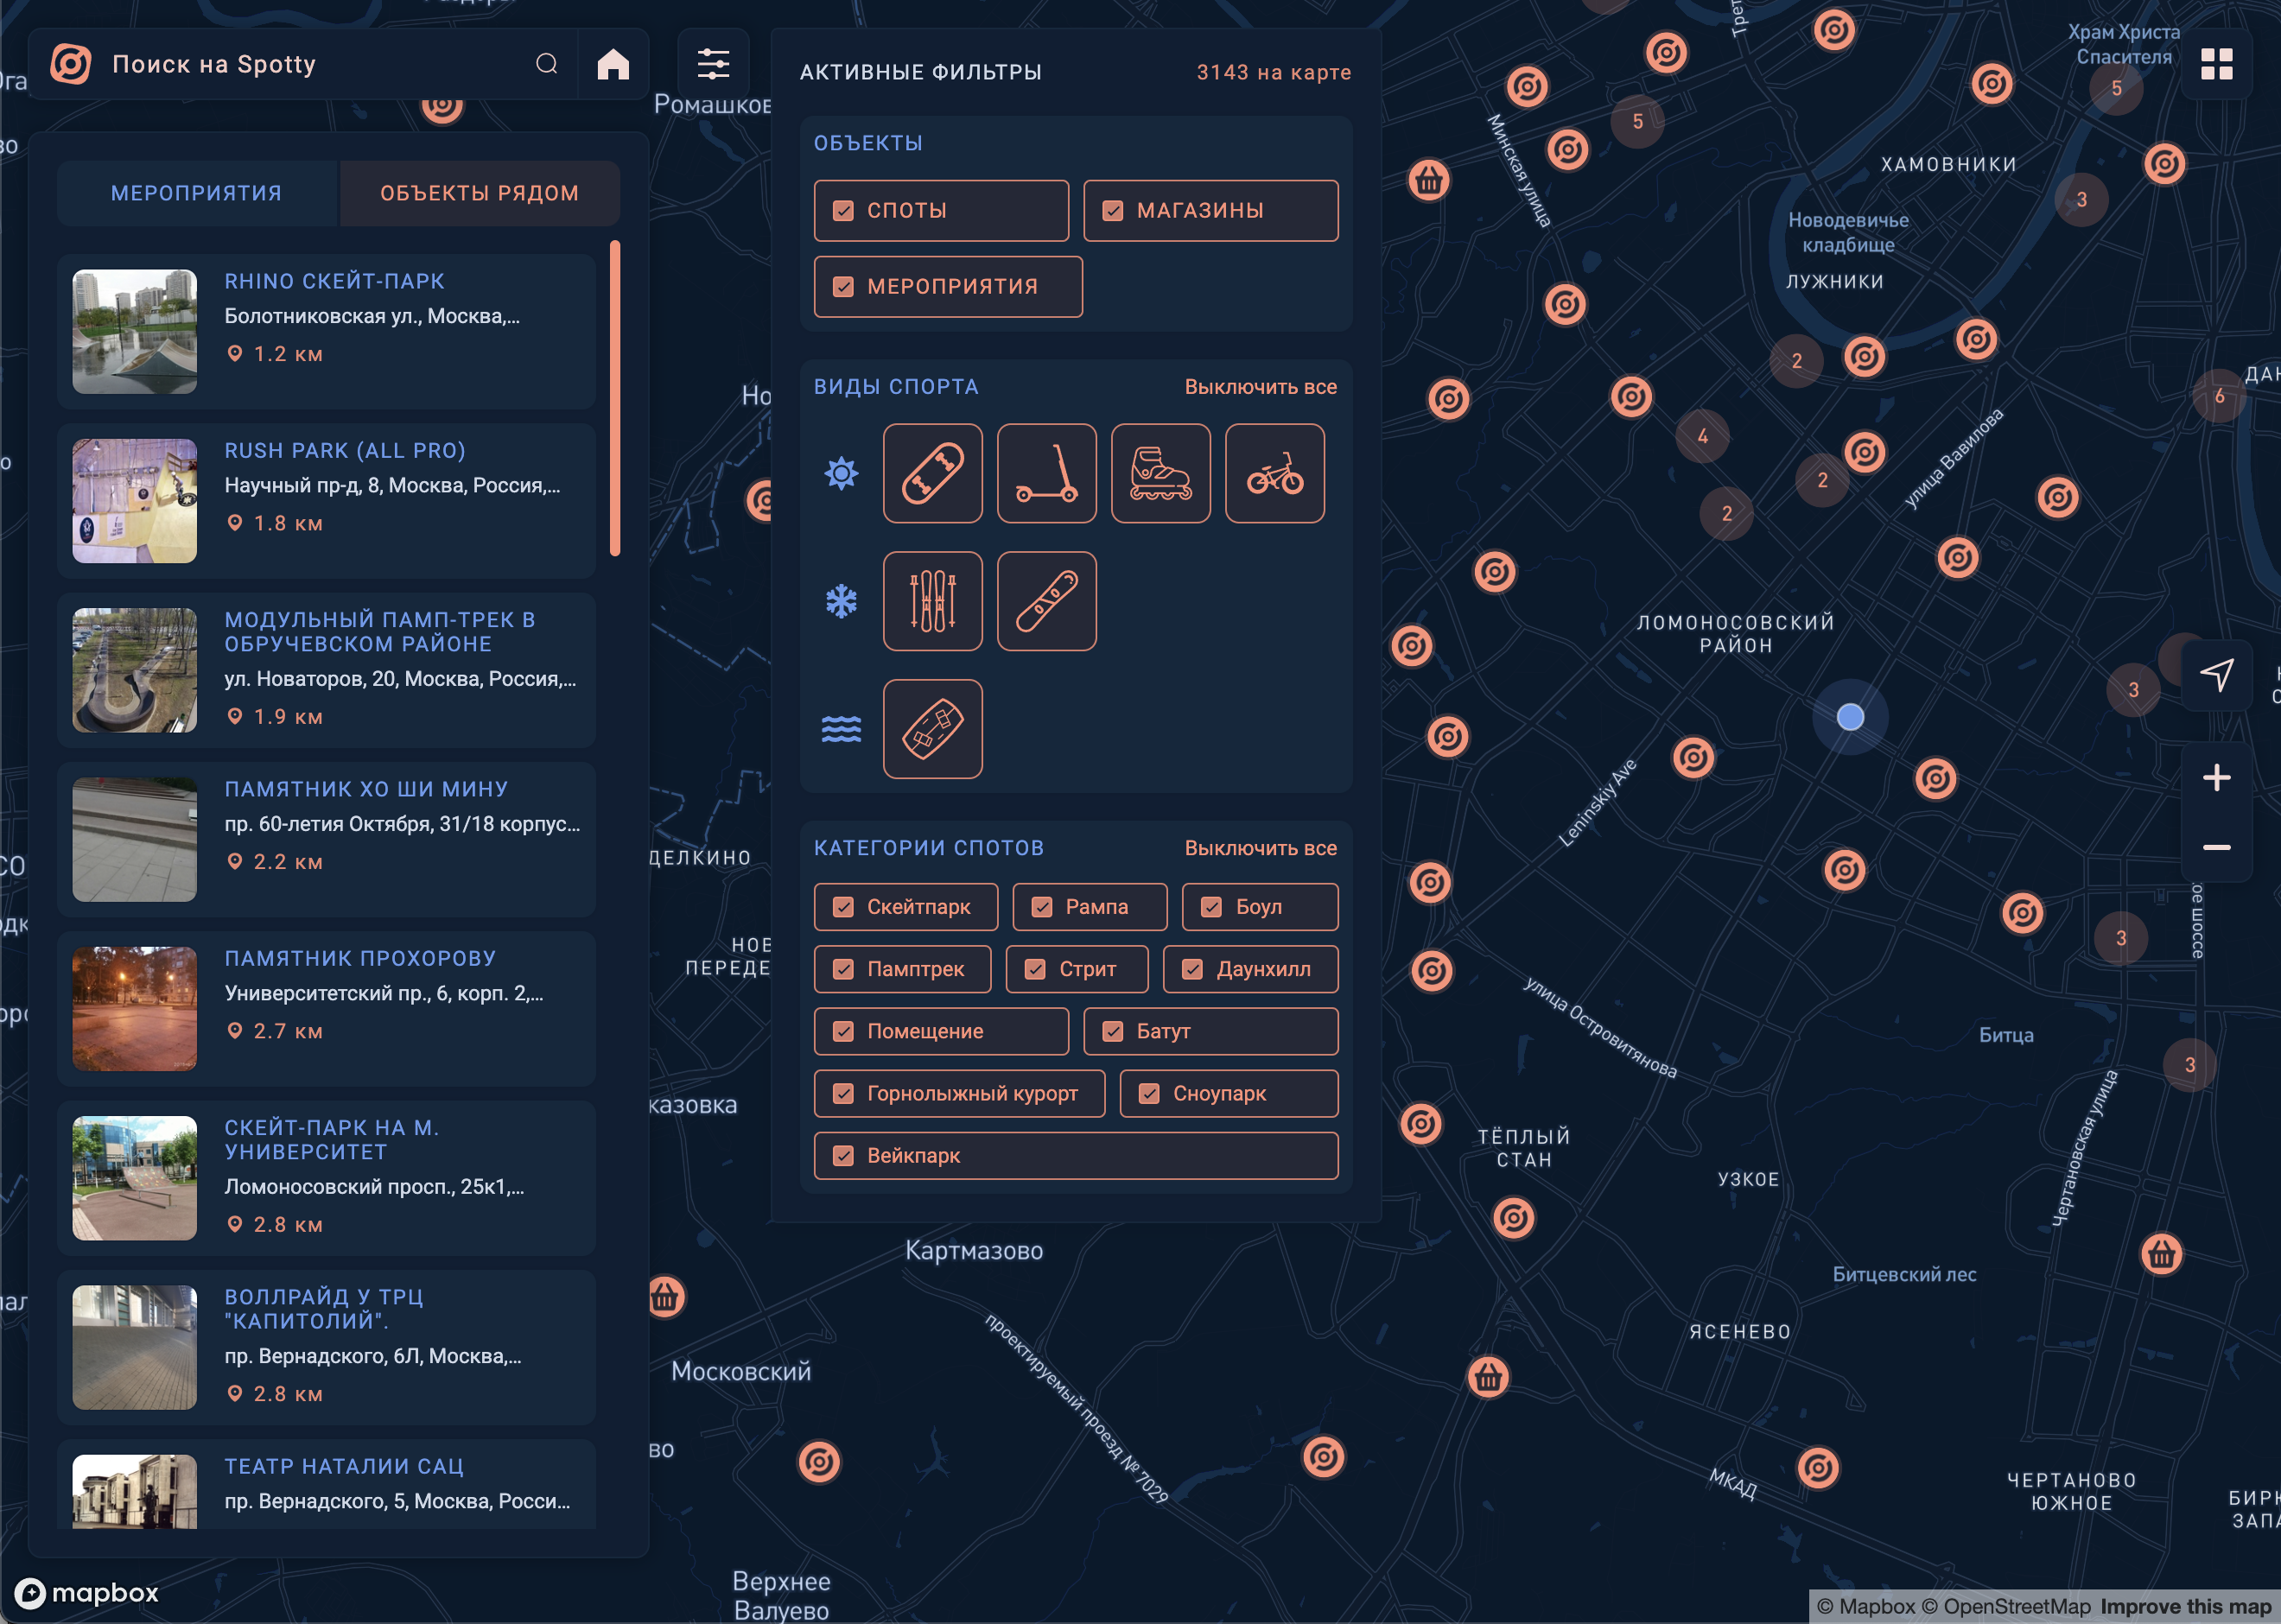 Поиск на Spotty
МЕРОПРИЯТИЯ
ОБЪЕКТЫ РЯДОМ
RHINO СКЕЙТ-ПАРК
Болотниковская ул., Москва,...
1.2 км
RUSH PARK (ALL PRO)
Научный пр-д, 8, Москва, Россия,...
1.8 км
МОДУЛЬНЫЙ ПАМП-ТРЕК В
ОБРУЧЕВСКОМ РАЙОНЕ
ул. Новаторов, 20, Москва, Россия,...
1.9 км
ПАМЯТНИК ХО ШИ МИНУ
пр. 60-летия Октября, 31/18 корпус...
2.2 км
ПАМЯТНИК ПРОХОРОВУ
Университетский пр., 6, корп. 2,...
2.7 км
СКЕЙТ-ПАРК НА М.
УНИВЕРСИТЕТ
Ломоносовский просп., 25к1,...
2.8 км
ВОЛЛРАЙД У ТРЦ
"КАПИТОЛИЙ".
пр. Вернадского, 6Л, Москва,...
2.8 км
ТЕАТР НАТАЛИИ САЦ
пр. Вернадского, 5, Москва, Росси...
АКТИВНЫЕ ФИЛЬТРЫ
3143 на карте
ОБЪЕКТЫ
СПОТЫ
МАГАЗИНЫ
МЕРОПРИЯТИЯ
ВИДЫ СПОРТА
Выключить все
КАТЕГОРИИ СПОТОВ
Выключить все
Скейтпарк
Рампа
Боул
Памптрек
Стрит
Даунхилл
Помещение
Батут
Горнолыжный курорт
Сноупарк
Вейкпарк
Ромашков
Но
ДЕЛКИНО
НОВ
ПЕРЕДЕ
казовка
Картмазово
Московский
во
проектируемый проезд № 7029
Верхнее
Валуево
Храм Христа
Спасителя
5
5
Минская улица
ХАМОВНИКИ
3
Новодевичье
кладбище
ЛУЖНИКИ
2
ДАН
6
4
улица Вавилова
2
2
ЛОМОНОСОВСКИЙ
РАЙОН
3
Leninskiy Ave
ое шоссе
3
улица Островитянова
Битца
3
Чертановская улица
ТЁПЛЫЙ
СТАН
УЗКОЕ
Битцевский лес
ЯСЕНЕВО
МКАД
ЧЕРТАНОВО
ЮЖНОЕ
БИРЮ
ЗАПА
mapbox
© Mapbox © OpenStreetMap Improve this map